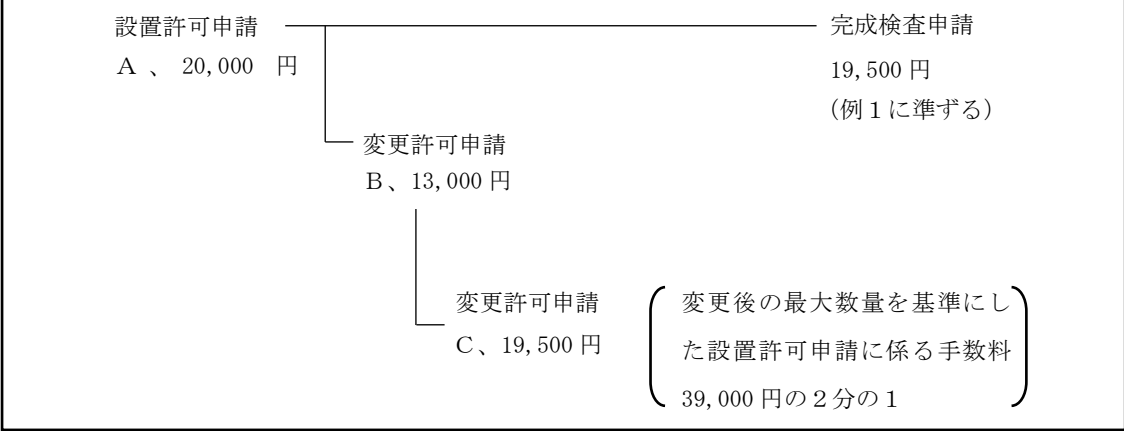 設置許可申請
完成検査申請
A 、 20,000 円
19,500 円
(例1に準ずる)
変更許可申請
B、13,000 円
変更許可申請
C、19,500 円
変更後の最大数量を基準にし
た設置許可申請に係る手数料
39,000 円の2分の1